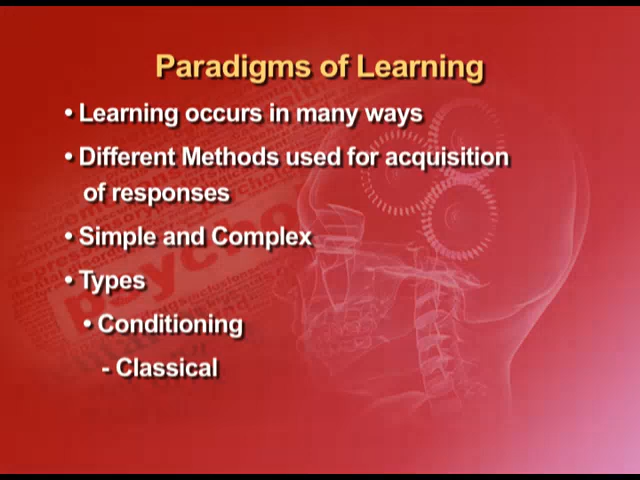 Paradigms of Learning
• Learning occurs in many ways
• Different Methods used for acquisition
of responses
• Simple and Complex
• Types
• Conditioning
- Classical
psycho